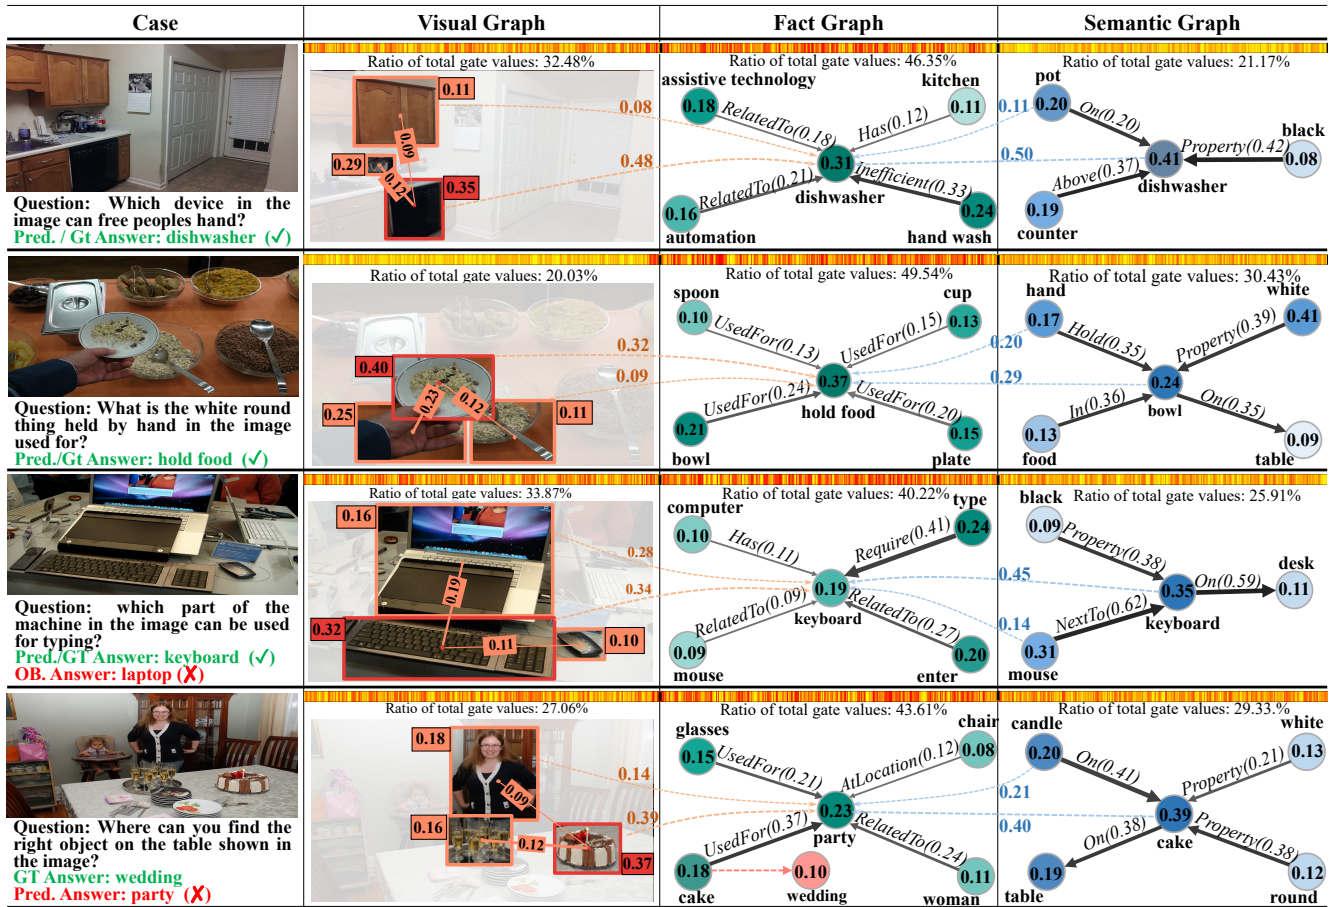 Case
Visual Graph
Fact Graph
Semantic Graph
Question: Which device in the
image can free peoples hand?
Pred. / Gt Answer: dishwasher (✓)
Ratio of total gate values: 32.48%
0.11
0.09
0.29
0.12
0.35
0.08
0.48
Ratio of total gate values: 46.35%
assistive technology
kitchen
0.18
RelatedTo(0.18)
Has(0.12)
0.11
0.31
dishwasher
RelatedTo(0.21)
Inefficient(0.33)
0.16
0.24
automation
hand wash
0.11
0.50
Ratio of total gate values: 21.17%
pot
0.20
On(0.20)
black
Property(0.42)
0.41
0.08
dishwasher
Above(0.37)
0.19
counter
Question: What is the white round
thing held by hand in the image
used for?
Pred./Gt Answer: hold food (✓)
Ratio of total gate values: 20.03%
0.40
0.23
0.12
0.25
0.11
0.32
0.09
Ratio of total gate values: 49.54%
spoon
cup
0.10
UsedFor(0.13)
UsedFor(0.15)
0.13
0.37
hold food
UsedFor(0.24)
UsedFor(0.20)
0.21
0.15
bowl
plate
0.20
0.29
Ratio of total gate values: 30.43%
hand
white
0.17
Hold(0.35)
Property(0.39)
0.41
0.24
bowl
In(0.36)
On(0.35)
0.13
0.09
food
table
Question: which part of the
machine in the image can be used
for typing?
Pred./GT Answer: keyboard (✓)
OB. Answer: laptop (✗)
Ratio of total gate values: 33.87%
0.16
0.19
0.32
0.11
0.10
0.28
0.34
Ratio of total gate values: 40.22%
computer
type
0.10
Has(0.11)
Require(0.41)
0.24
0.19
keyboard
RelatedTo(0.09)
RelatedTo(0.27)
0.09
0.20
mouse
enter
0.45
0.14
Ratio of total gate values: 25.91%
black
0.09
Property(0.38)
desk
0.35
On(0.59)
0.11
keyboard
NextTo(0.62)
0.31
mouse
Question: Where can you find the
right object on the table shown in
the image?
GT Answer: wedding
Pred. Answer: party (✗)
Ratio of total gate values: 27.06%
0.18
0.09
0.16
0.12
0.37
0.14
0.39
Ratio of total gate values: 43.61%
glasses
chair
0.15
UsedFor(0.21)
AtLocation(0.12)
0.08
0.23
party
UsedFor(0.37)
RelatedTo(0.24)
0.18
0.10
0.11
cake
wedding
woman
0.21
0.40
Ratio of total gate values: 29.33.%
candle
white
0.20
On(0.41)
Property(0.21)
0.13
0.39
cake
On(0.38)
Property(0.38)
0.19
0.12
table
round